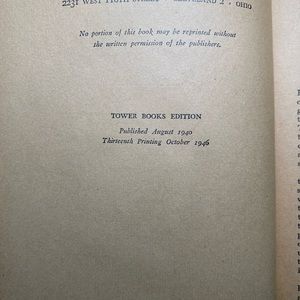 2231 WEST 110TH STREET · CLEVELAND 2 · OHIO
No portion of this book may be reprinted without
the written permission of the publishers.
TOWER BOOKS EDITION
Published August 1940
Thirteenth Printing October 1946